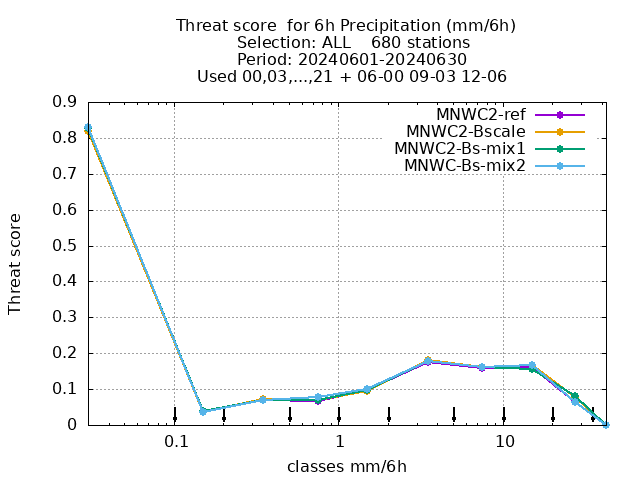 Threat score  for 6h Precipitation (mm/6h)
Selection: ALL    680 stations
Period: 20240601-20240630
Used 00,03,...,21 + 06-00 09-03 12-06
MNWC2-ref
MNWC2-Bscale
MNWC2-Bs-mix1
MNWC-Bs-mix2
Threat score
0.9
0.8
0.7
0.6
0.5
0.4
0.3
0.2
0.1
0
0.1 1 10
classes mm/6h